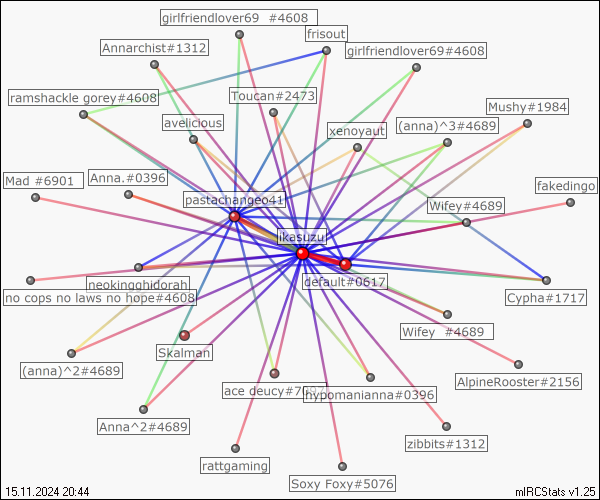 girlfriendlover69 #4608
frisout
Annarchist#1312
girlfriendlover69#4608
ramshackle gorey#4608
Toucan#2473
Mushy#1984
avelicious
xenoyaut
(anna)^3#4689
Mad #6901
Anna.#0396
fakedingo
pastachangeo41
Wifey#4689
ikasuzu
neokingghidorah
default#0617
no cops no laws no hope#4608
Cypha#1717
Wifey #4689
Skalman
(anna)^2#4689
AlpineRooster#2156
ace deucy
hypomanianna#0396
Anna^2#4689
zibbits#1312
rattgaming
Soxy Foxy#5076
15.11.2024 20:44
mIRCStats v1.25